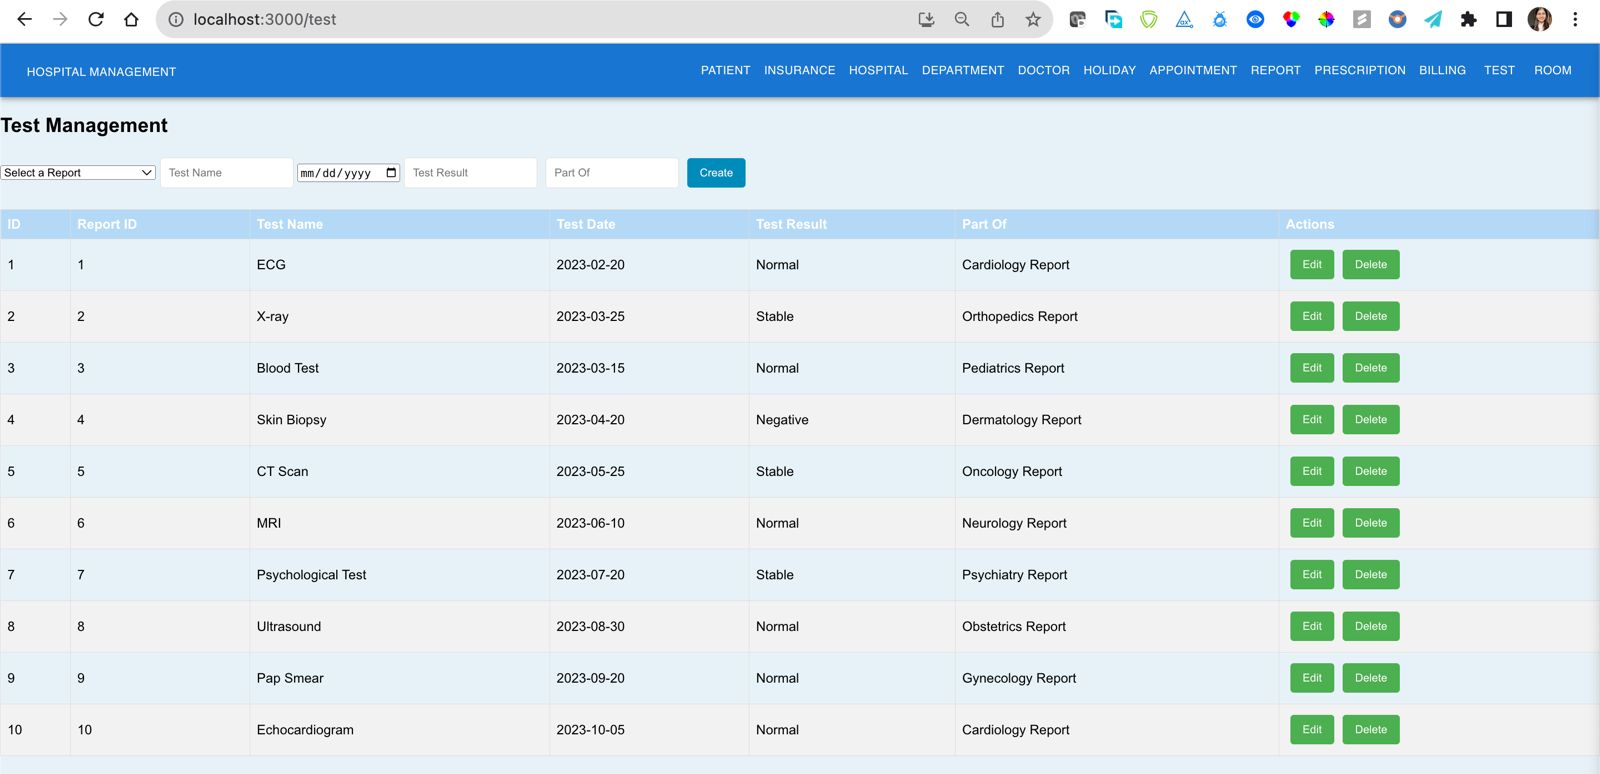 localhost:3000/test
HOSPITAL MANAGEMENT PATIENT INSURANCE HOSPITAL DEPARTMENT DOCTOR HOLIDAY APPOINTMENT REPORT PRESCRIPTION BILLING TEST ROOM
Test Management
Select a Report Test Name mm/dd/yyyy Test Result Part Of Create
ID Report ID Test Name Test Date Test Result Part Of Actions
1 1 ECG 2023-02-20 Normal Cardiology Report Edit Delete
2 2 X-ray 2023-03-25 Stable Orthopedics Report Edit Delete
3 3 Blood Test 2023-03-15 Normal Pediatrics Report Edit Delete
4 4 Skin Biopsy 2023-04-20 Negative Dermatology Report Edit Delete
5 5 CT Scan 2023-05-25 Stable Oncology Report Edit Delete
6 6 MRI 2023-06-10 Normal Neurology Report Edit Delete
7 7 Psychological Test 2023-07-20 Stable Psychiatry Report Edit Delete
8 8 Ultrasound 2023-08-30 Normal Obstetrics Report Edit Delete
9 9 Pap Smear 2023-09-20 Normal Gynecology Report Edit Delete
10 10 Echocardiogram 2023-10-05 Normal Cardiology Report Edit Delete